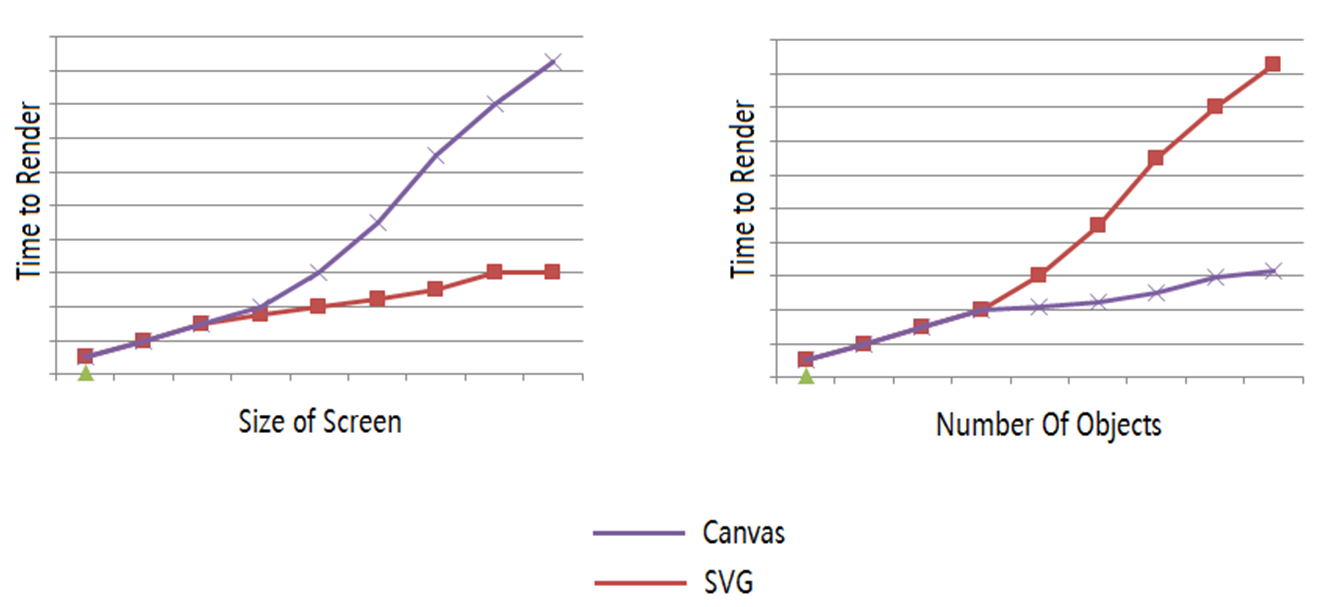 Time to Render
Size of Screen
Time to Render
Number Of Objects
Canvas
SVG